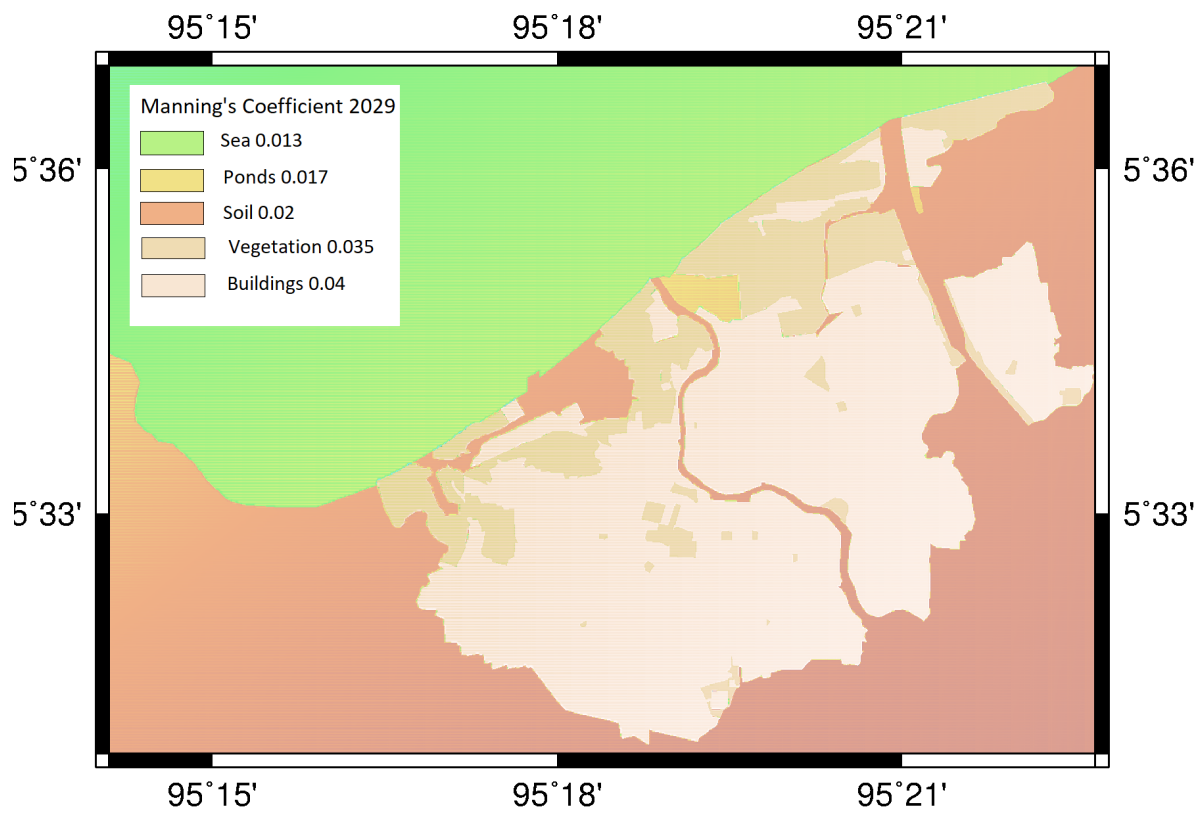 95°15' 95°18' 95°21'
Manning's Coefficient 2029
Sea 0.013
Ponds 0.017
Soil 0.02
Vegetation 0.035
Buildings 0.04
5°36' 5°36'
5°33' 5°33'
95°15' 95°18' 95°21'